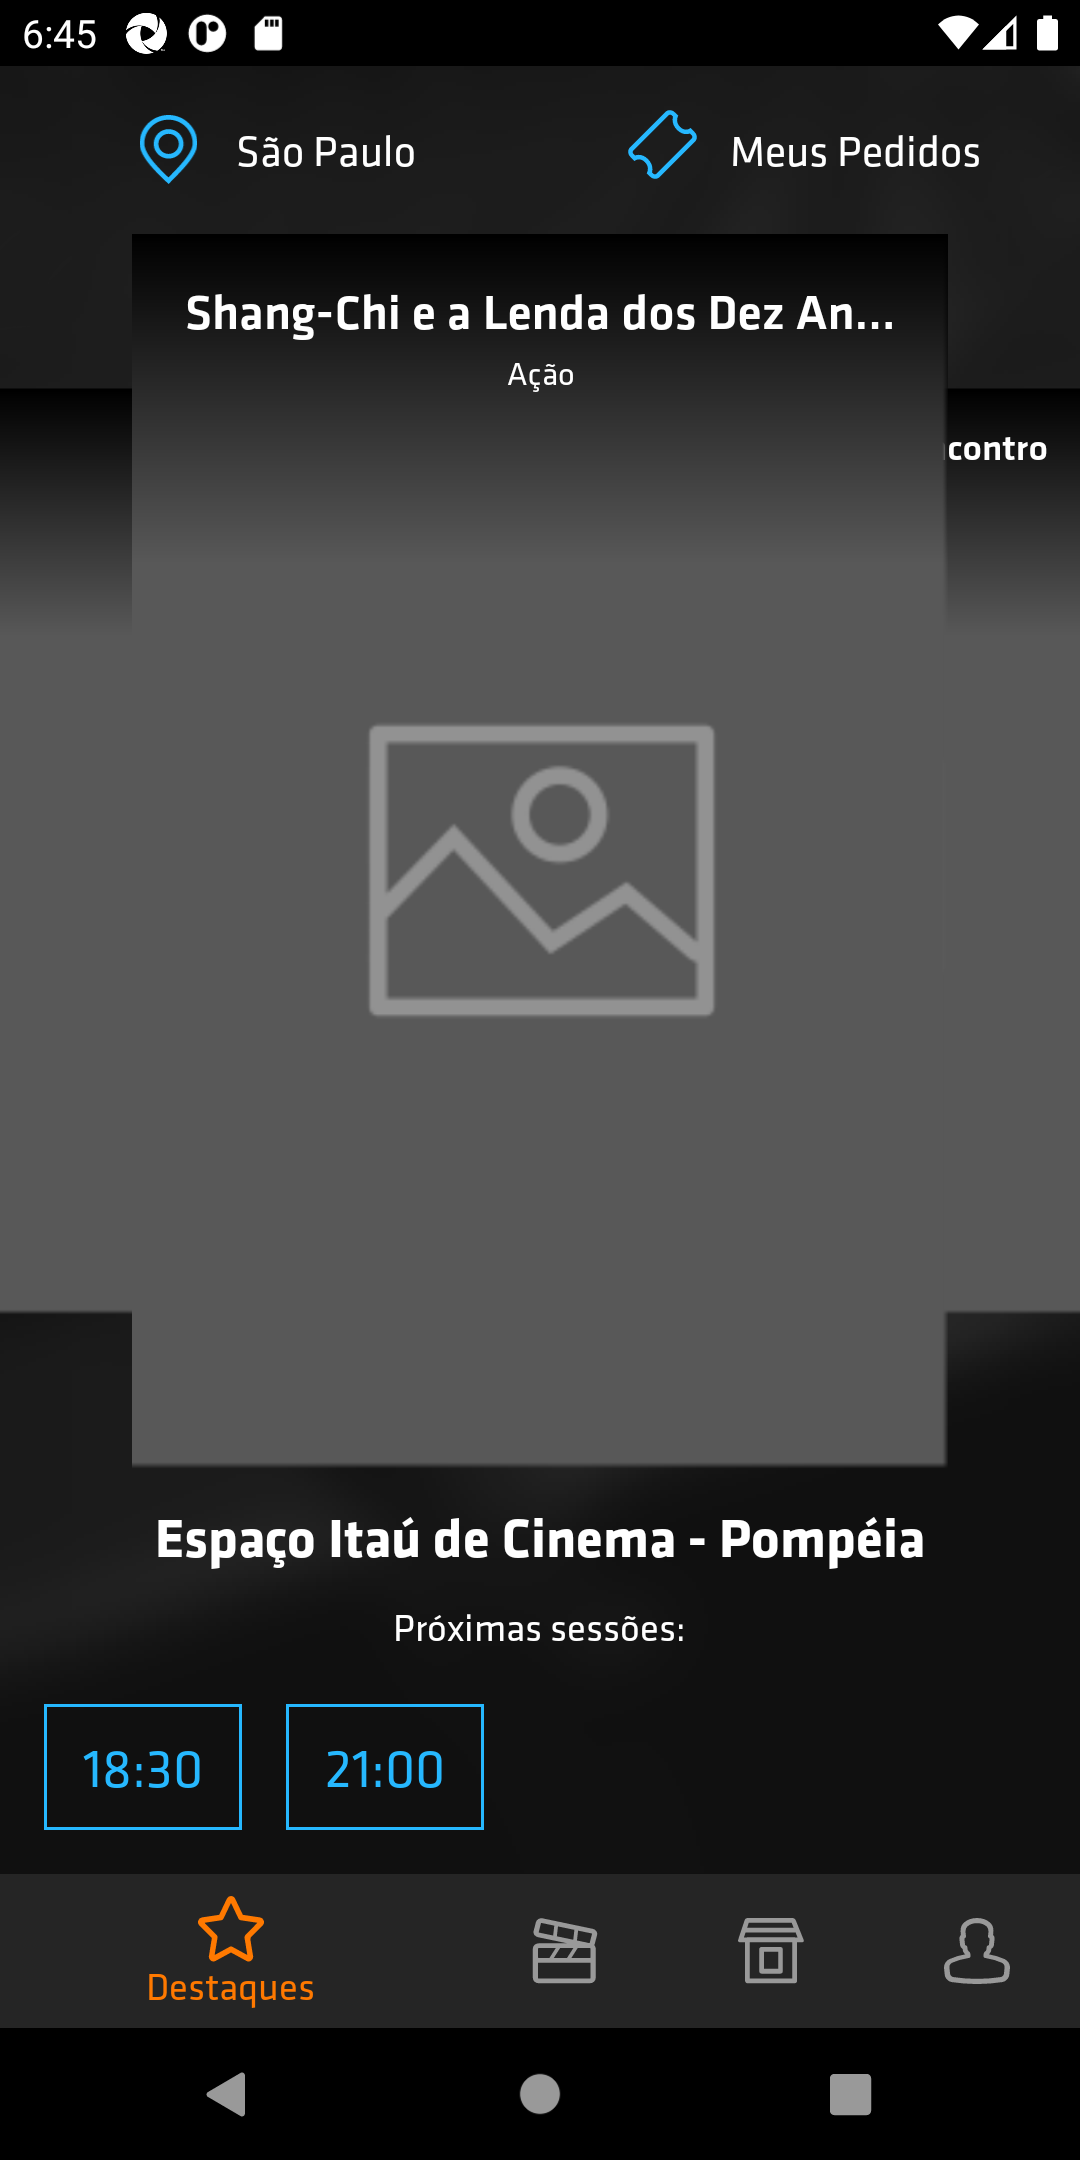 6:45
São Paulo
Meus Pedidos
Shang-Chi e a Lenda dos Dez An...
Ação
contro
Espaço Itaú de Cinema - Pompéia
Próximas sessões:
18:30
21:00
Destaques